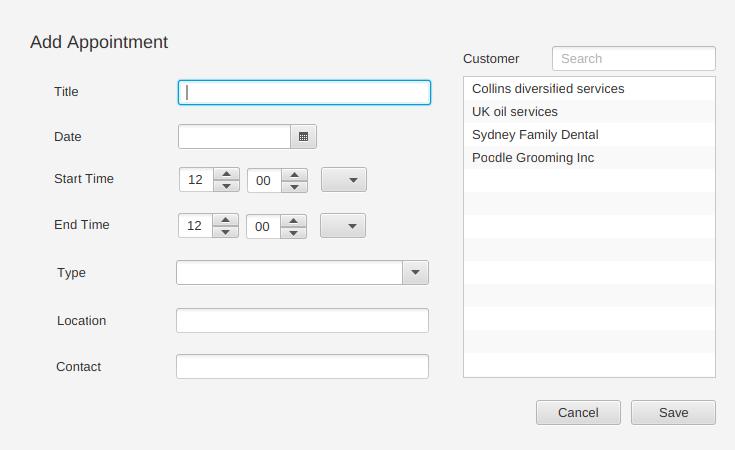 Add Appointment
Title
Date
Start Time 12 00
End Time 12 00
Type
Location
Contact
Customer Search
Collins diversified services
UK oil services
Sydney Family Dental
Poodle Grooming Inc
Cancel Save